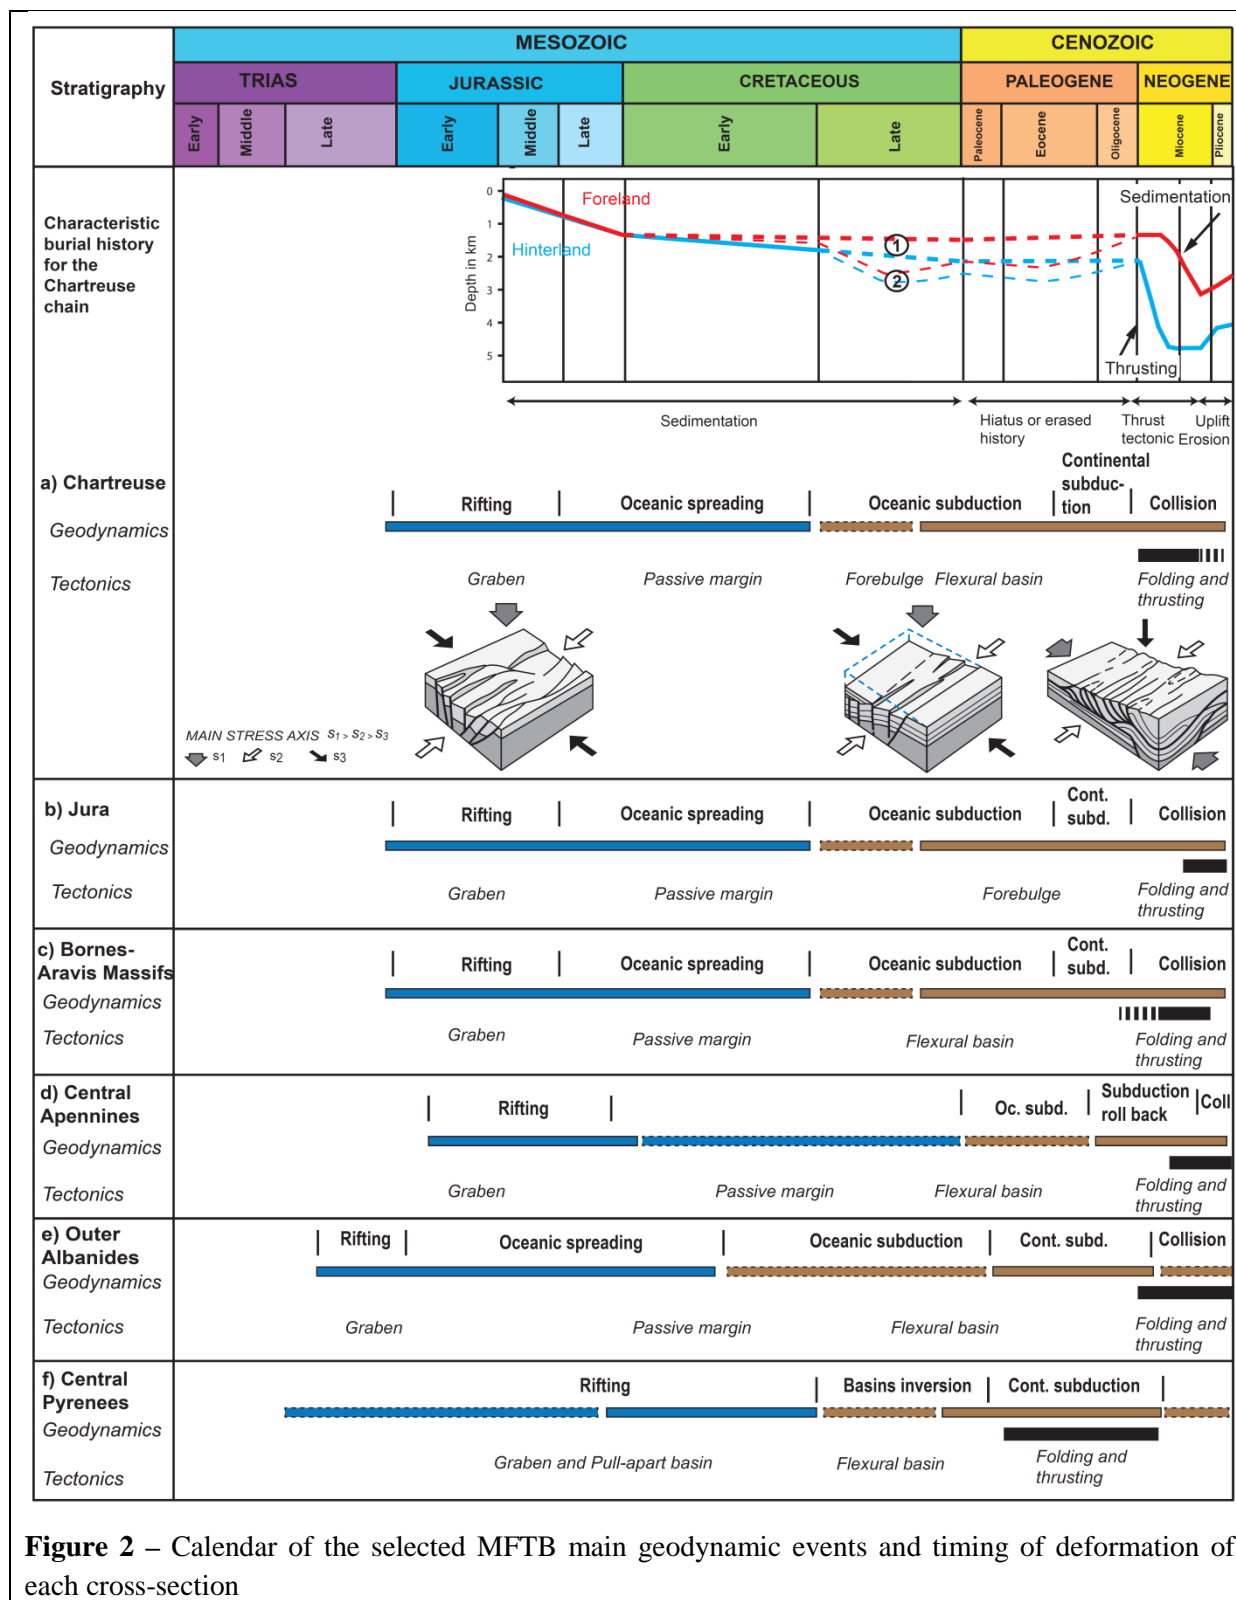 MESOZOIC
CENOZOIC
Stratigraphy
TRIAS
JURASSIC
CRETACEOUS
PALEOGENE
NEOGENE
Early
Middle
Late
Early
Middle
Late
Early
Late
Paleocene
Eocene
Oligocene
Miocene
Pliocene
Characteristic
burial history
for the
Chartreuse
chain
Depth in km
0
1
2
3
4
5
Foreland
Hinterland
1
2
Sedimentation
Thrusting
Sedimentation
Hiatus or erased
history
Thrust
tectonic
Uplift
Erosion
a) Chartreuse
Geodynamics
Tectonics
Rifting
Oceanic spreading
Oceanic subduction
Continental
subduc-
tion
Collision
Graben
Passive margin
Forebulge
Flexural basin
Folding and
thrusting
MAIN STRESS AXIS S1 > S2 > S3
S1
S2
S3
b) Jura
Geodynamics
Tectonics
Rifting
Oceanic spreading
Oceanic subduction
Cont.
subd.
Collision
Graben
Passive margin
Forebulge
Folding and
thrusting
c) Bornes-
Aravis Massifs
Geodynamics
Tectonics
Rifting
Oceanic spreading
Oceanic subduction
Cont.
subd.
Collision
Graben
Passive margin
Flexural basin
Folding and
thrusting
d) Central
Apennines
Geodynamics
Tectonics
Rifting
Oc. subd.
Subduction
roll back
Coll
Graben
Passive margin
Flexural basin
Folding and
thrusting
e) Outer
Albanides
Geodynamics
Tectonics
Rifting
Oceanic spreading
Oceanic subduction
Cont. subd.
Collision
Graben
Passive margin
Flexural basin
Folding and
thrusting
f) Central
Pyrenees
Geodynamics
Tectonics
Rifting
Basins inversion
Cont. subduction
Graben and Pull-apart basin
Flexural basin
Folding and
thrusting
Figure 2 – Calendar of the selected MFTB main geodynamic events and timing of deformation of
each cross-section